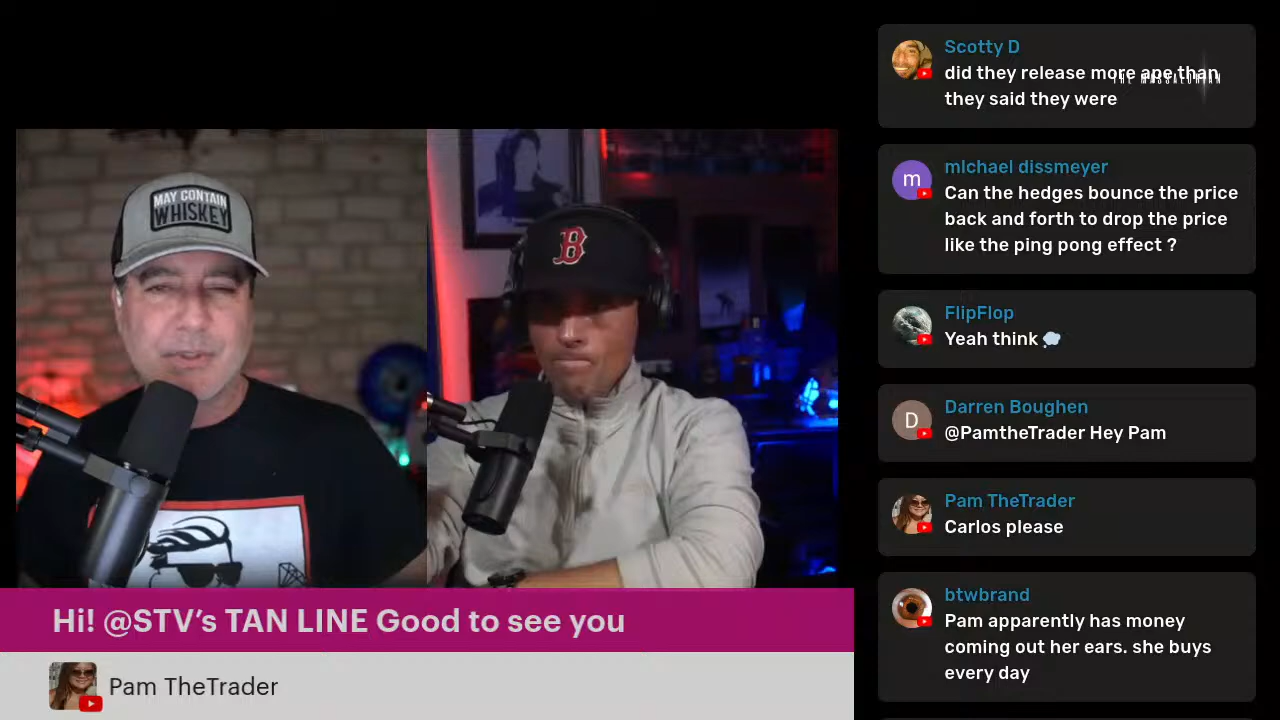 MAY CONTAIN
WHISKEY
B
Hi! @STV’s TAN LINE Good to see you
Pam TheTrader
Scotty D
did they release more ape than
they said they were
m
mIchael dissmeyer
Can the hedges bounce the price
back and forth to drop the price
like the ping pong effect ?
FlipFlop
Yeah think 💭
D
Darren Boughen
@PamtheTrader Hey Pam
Pam TheTrader
Carlos please
btwbrand
Pam apparently has money
coming out her ears. she buys
every day